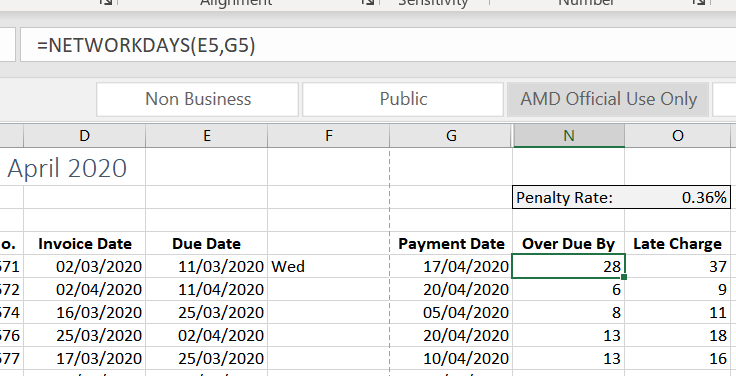 Alignment Sensitivity Number
=NETWORKDAYS(E5,G5)
Non Business Public AMD Official Use Only
D E F G N O
April 2020
Penalty Rate: 0.36%
o. Invoice Date Due Date Payment Date Over Due By Late Charge
571 02/03/2020 11/03/2020 Wed 17/04/2020 28 37
572 02/04/2020 11/04/2020 20/04/2020 6 9
574 16/03/2020 25/03/2020 05/04/2020 8 11
576 25/03/2020 02/04/2020 20/04/2020 13 18
577 17/03/2020 25/03/2020 10/04/2020 13 16